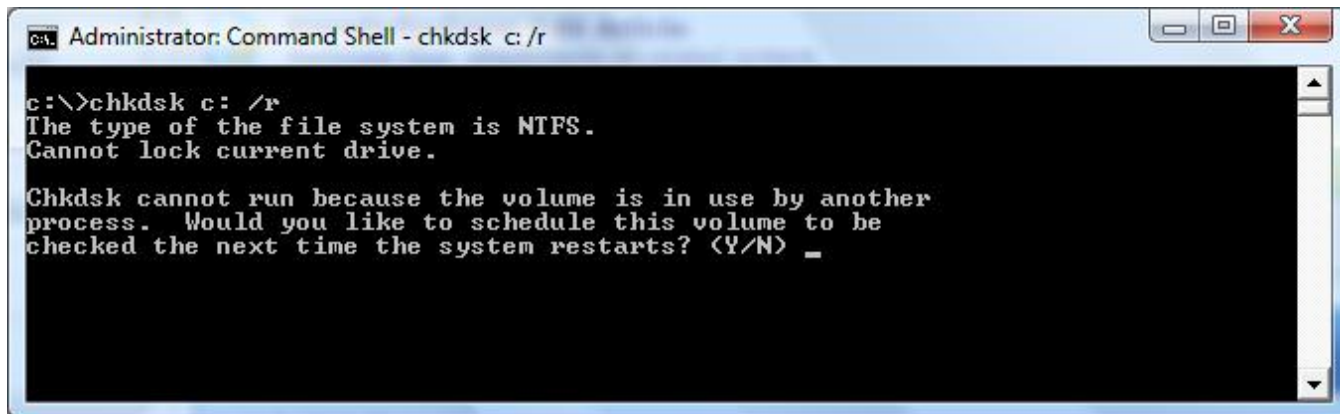 Administrator: Command Shell - chkdsk  c: /r
c:\>chkdsk c: /r
The type of the file system is NTFS.
Cannot lock current drive.
Chkdsk cannot run because the volume is in use by another
process.  Would you like to schedule this volume to be
checked the next time the system restarts? (Y/N) _